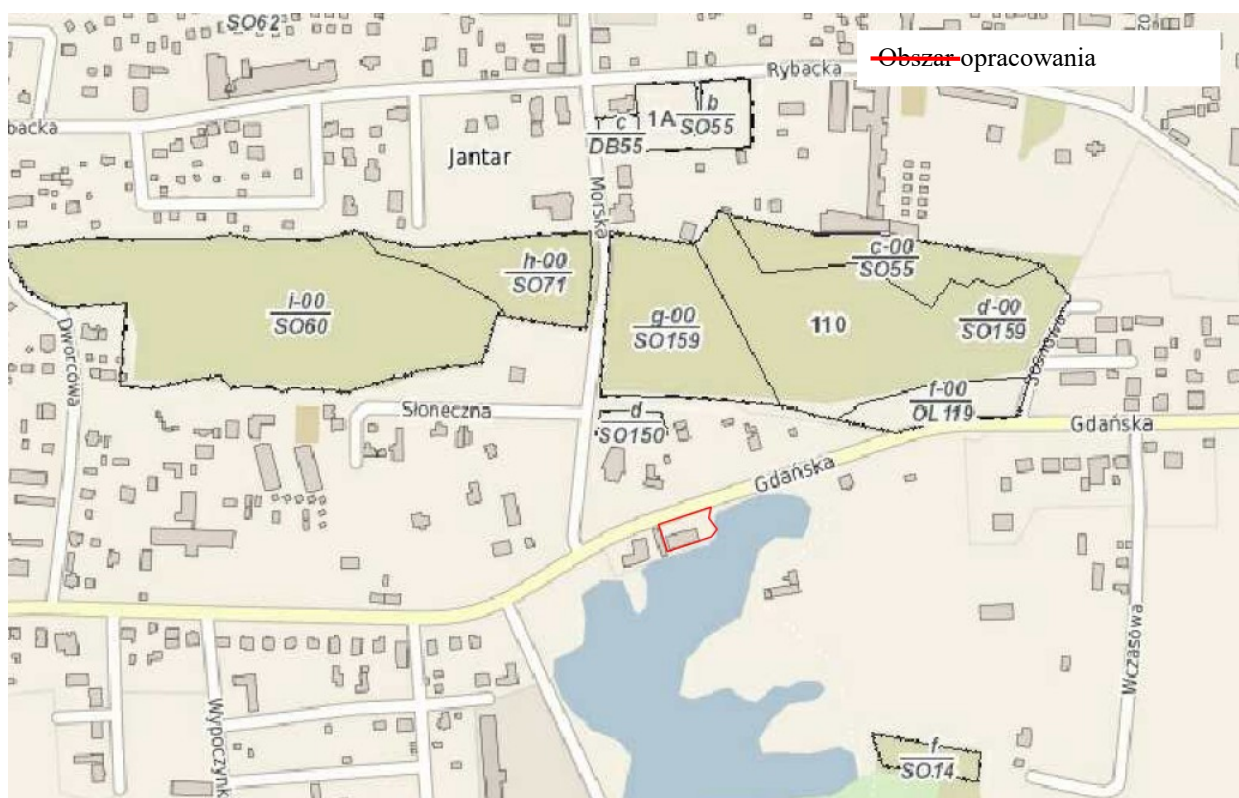 SO62
Obszar opracowania
Rybacka
backa
1A
b
SO55
c
DB55
Jantar
Morska
h-00
SO71
c-00
SO55
i-00
SO60
g-00
SO159
110
d-00
SO159
Sosnowa
Dworcowa
Słoneczna
d
SO150
f-00
OL119
Gdańska
Gdańska
Wczasowa
Wypoczynk
f
SO14